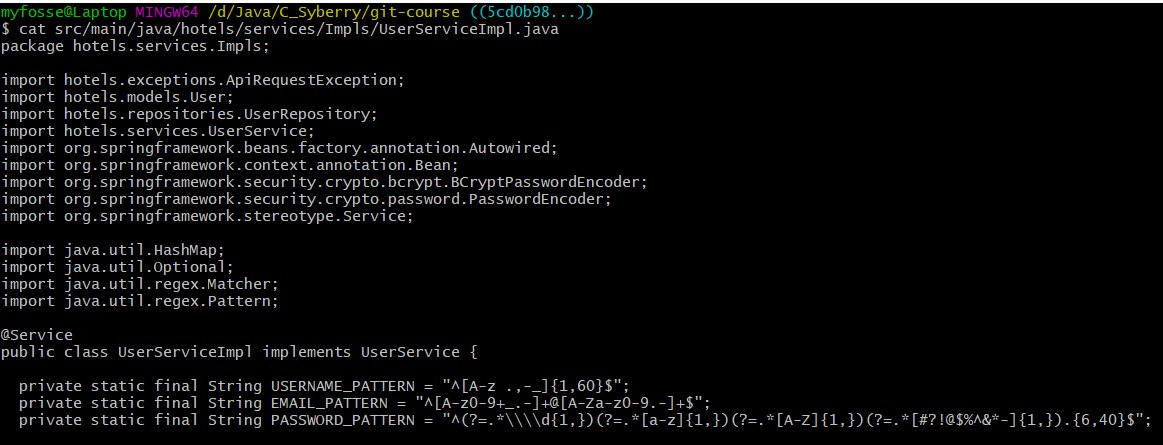 myfosse@Laptop MINGW64 /d/Java/C_Syberry/git-course ((5cd0b98...))
$ cat src/main/java/hotels/services/Impls/UserServiceImpl.java
package hotels.services.Impls;

import hotels.exceptions.ApiRequestException;
import hotels.models.User;
import hotels.repositories.UserRepository;
import hotels.services.UserService;
import org.springframework.beans.factory.annotation.Autowired;
import org.springframework.context.annotation.Bean;
import org.springframework.security.crypto.bcrypt.BCryptPasswordEncoder;
import org.springframework.security.crypto.password.PasswordEncoder;
import org.springframework.stereotype.Service;

import java.util.HashMap;
import java.util.Optional;
import java.util.regex.Matcher;
import java.util.regex.Pattern;

@Service
public class UserServiceImpl implements UserService {

  private static final String USERNAME_PATTERN = "^[A-z .,-_]{1,60}$";
  private static final String EMAIL_PATTERN = "^[A-z0-9+_.-]+@[A-Za-z0-9.-]+$";
  private static final String PASSWORD_PATTERN = "^(?=.*\\\\d{1,})(?=.*[a-z]{1,})(?=.*[A-Z]{1,})(?=.*[#?!@$%^&*-]{1,}).{6,40}$";